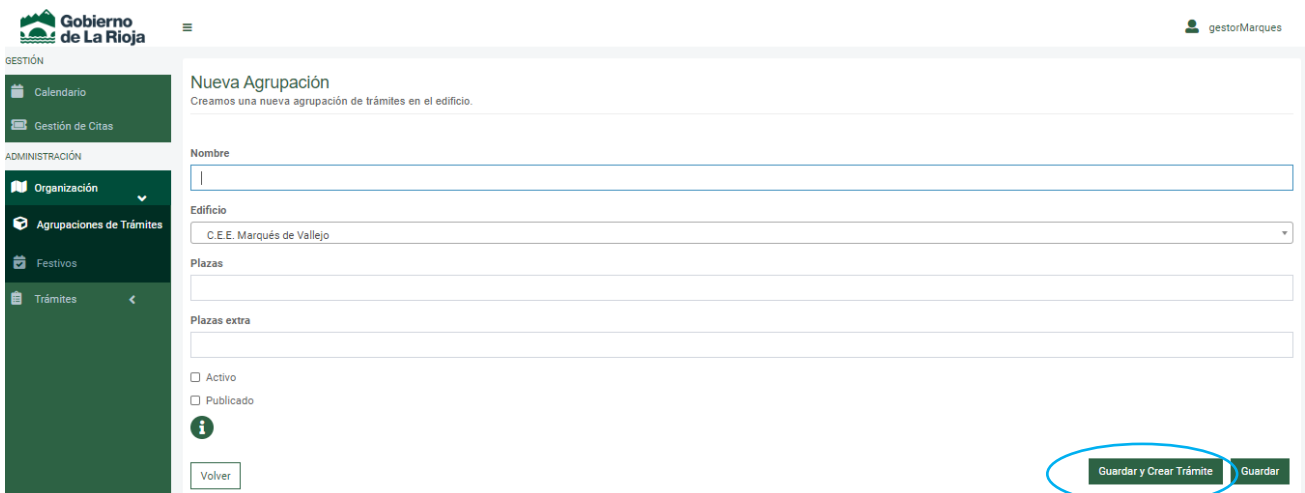 Gobierno
de La Rioja
gestorMarques
GESTIÓN
Calendario
Gestión de Citas
ADMINISTRACIÓN
Organización
Agrupaciones de Trámites
Festivos
Trámites
Nueva Agrupación
Creamos una nueva agrupación de trámites en el edificio.
Nombre
Edificio
C.E.E. Marqués de Vallejo
Plazas
Plazas extra
Activo
Publicado
Volver
Guardar y Crear Trámite
Guardar